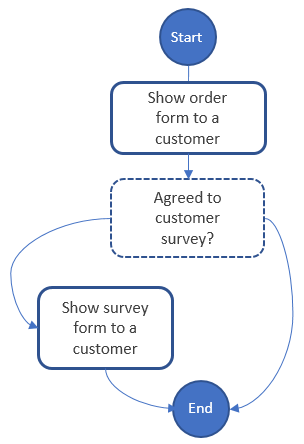 Start
Show order
form to a
customer
Agreed to
customer
survey?
Show survey
form to a
customer
End